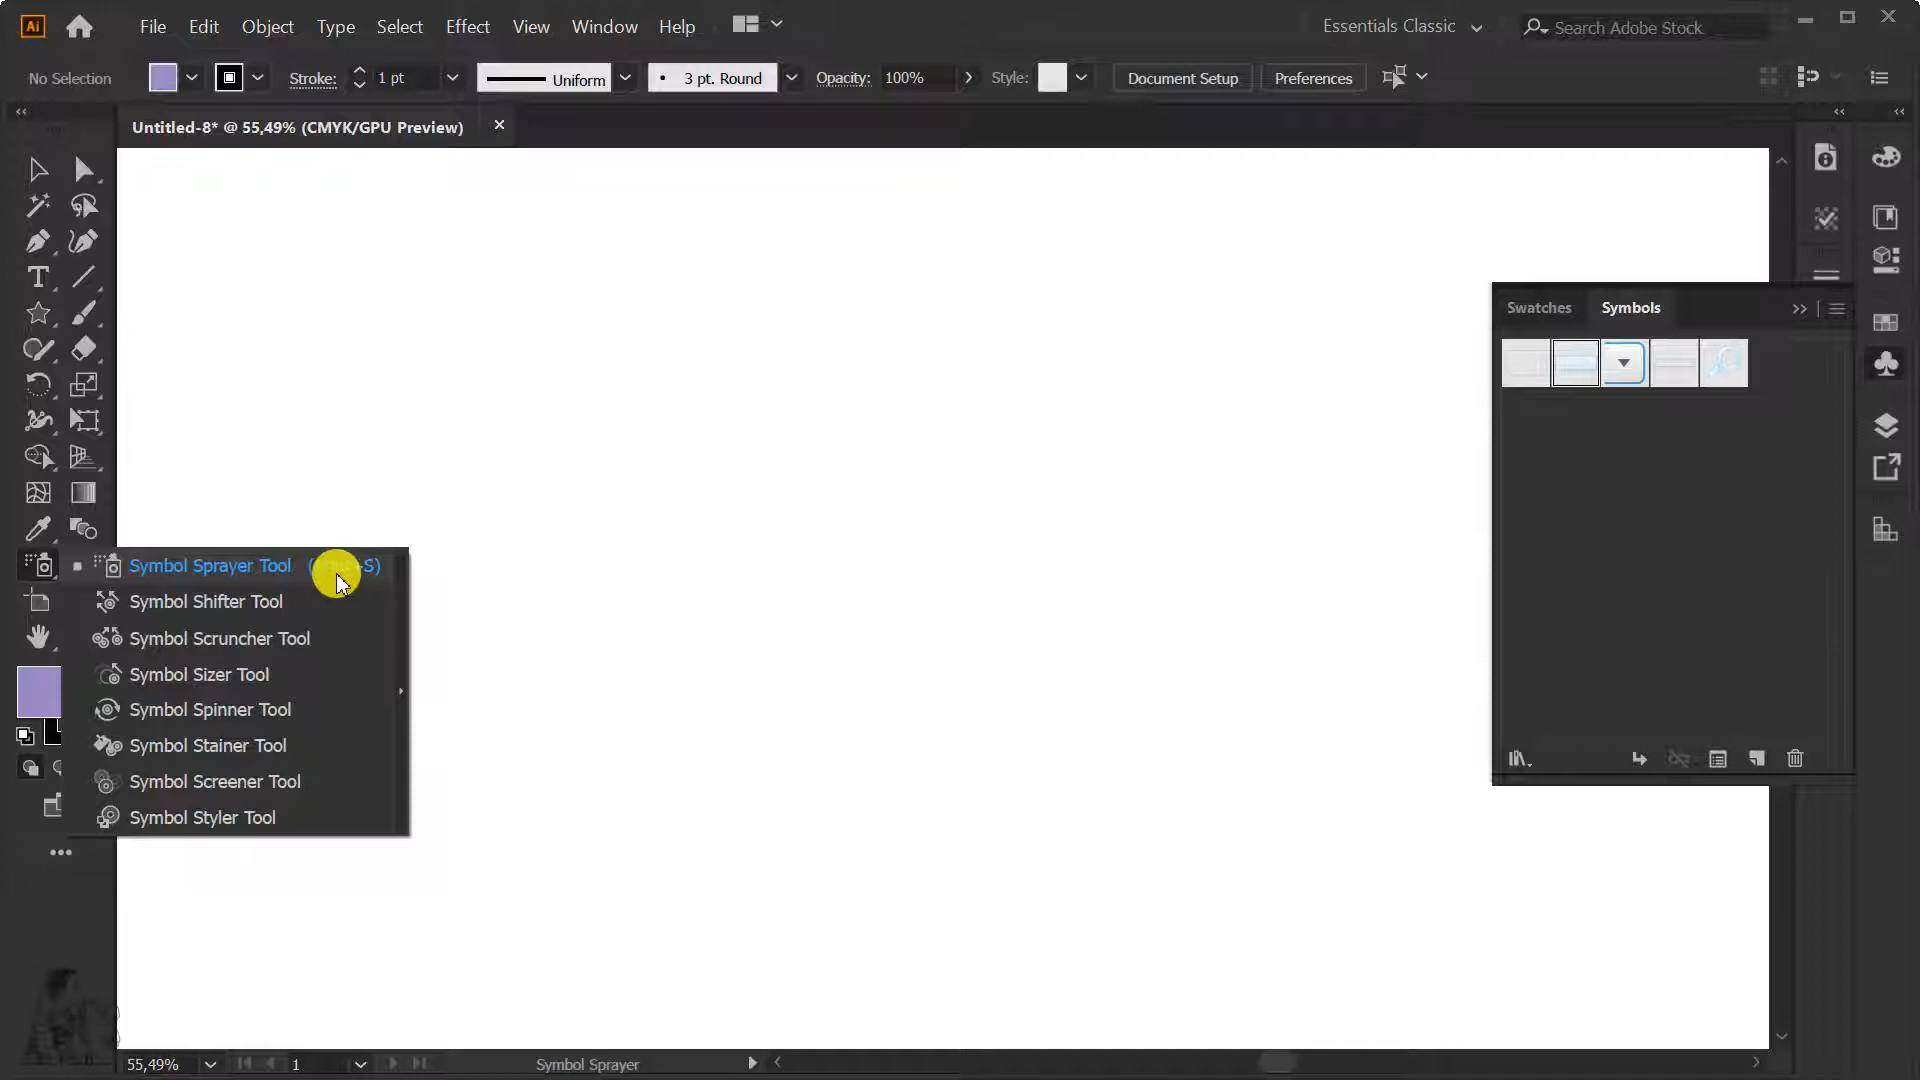 Ai File Edit Object Type Select Effect View Window Help Essentials Classic Search Adobe Stock
No Selection Stroke: 1 pt Uniform 3 pt. Round Opacity: 100% Style: Document Setup Preferences
Untitled-8* @ 55,49% (CMYK/GPU Preview)
Swatches Symbols
Symbol Sprayer Tool
Symbol Shifter Tool
Symbol Scruncher Tool
Symbol Sizer Tool
Symbol Spinner Tool
Symbol Stainer Tool
Symbol Screener Tool
Symbol Styler Tool
55,49% 1 Symbol Sprayer